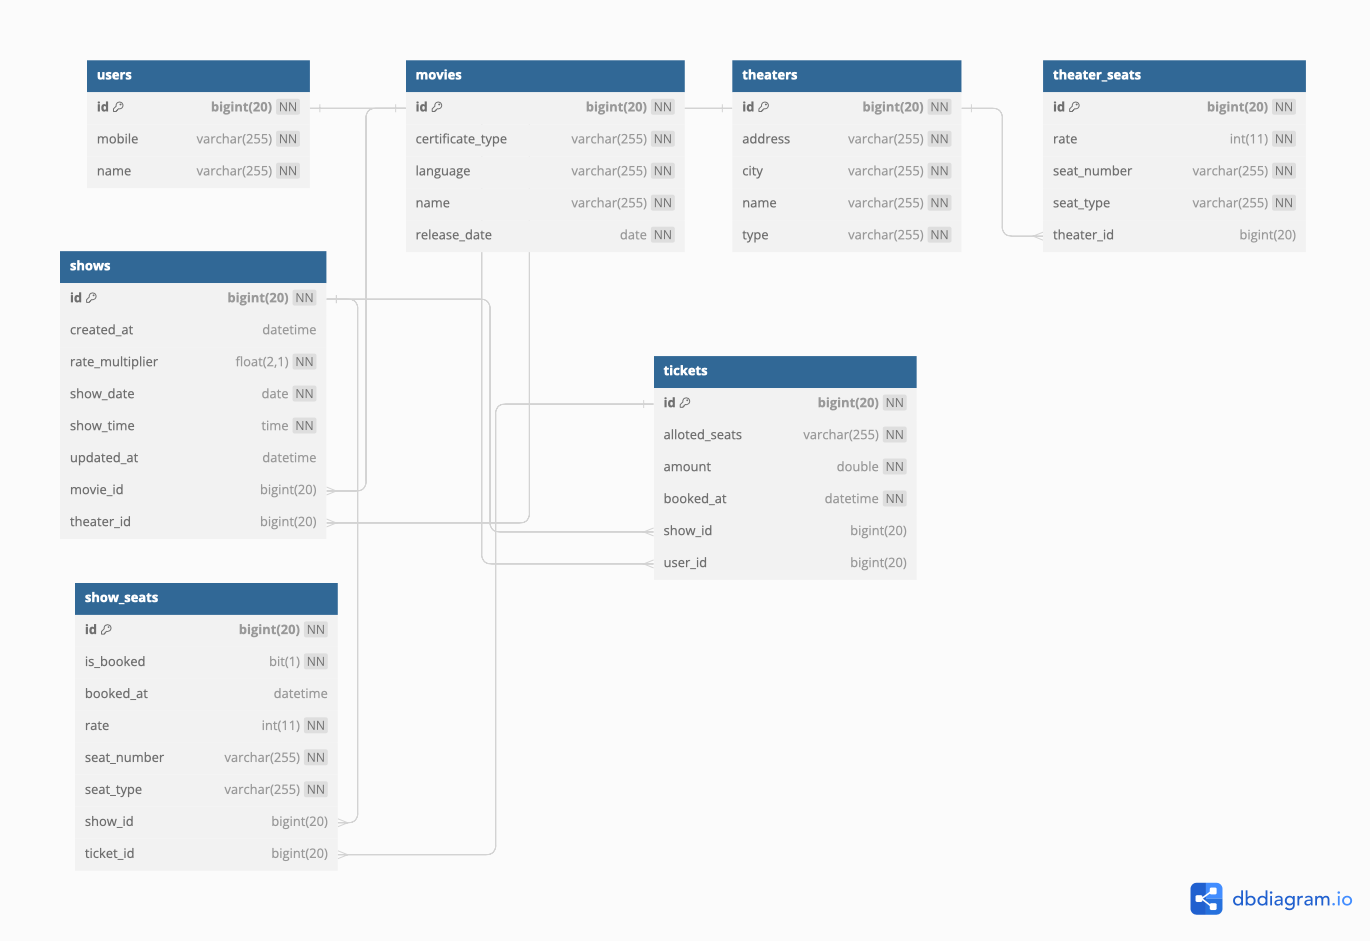 users
id bigint(20) NN
mobile varchar(255) NN
name varchar(255) NN
movies
id bigint(20) NN
certificate_type varchar(255) NN
language varchar(255) NN
name varchar(255) NN
release_date date NN
theaters
id bigint(20) NN
address varchar(255) NN
city varchar(255) NN
name varchar(255) NN
type varchar(255) NN
theater_seats
id bigint(20) NN
rate int(11) NN
seat_number varchar(255) NN
seat_type varchar(255) NN
theater_id bigint(20)
shows
id bigint(20) NN
created_at datetime
rate_multiplier float(2,1) NN
show_date date NN
show_time time NN
updated_at datetime
movie_id bigint(20)
theater_id bigint(20)
tickets
id bigint(20) NN
alloted_seats varchar(255) NN
amount double NN
booked_at datetime NN
show_id bigint(20)
user_id bigint(20)
show_seats
id bigint(20) NN
is_booked bit(1) NN
booked_at datetime
rate int(11) NN
seat_number varchar(255) NN
seat_type varchar(255) NN
show_id bigint(20)
ticket_id bigint(20)
dbdiagram.io